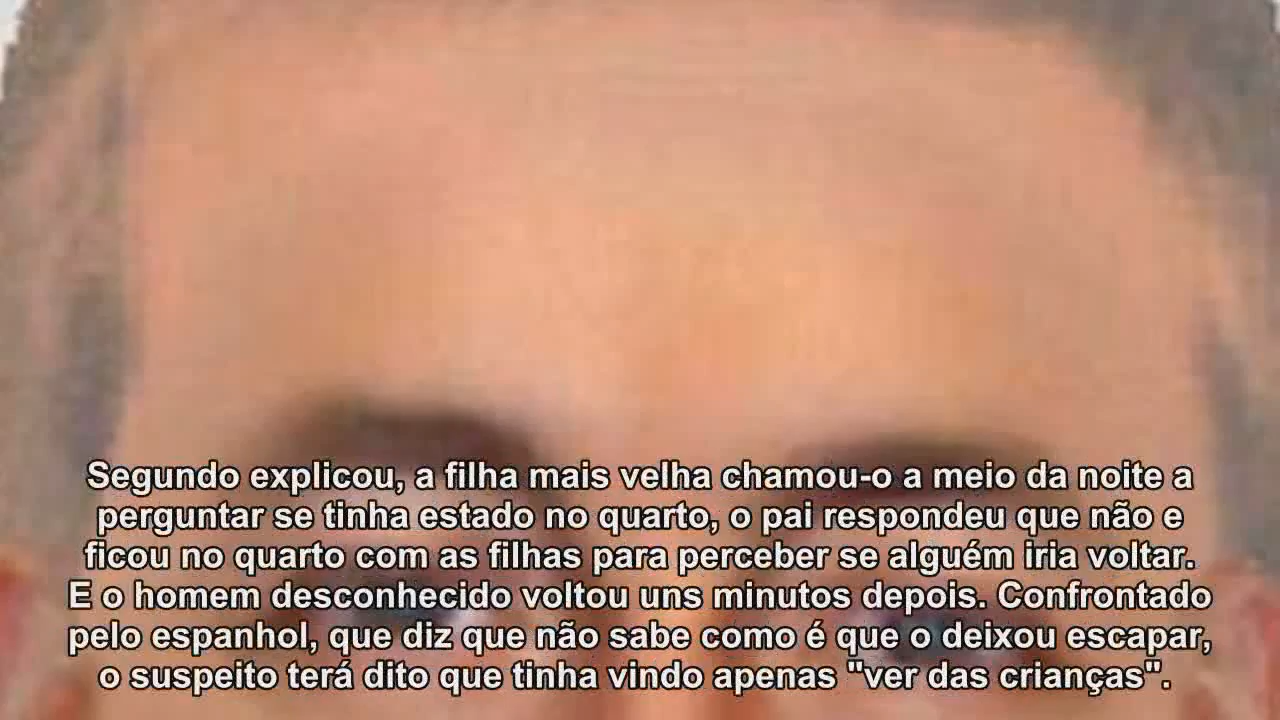 Segundo explicou, a filha mais velha chamou-o a meio da noite a
perguntar se tinha estado no quarto, o pai respondeu que não e
ficou no quarto com as filhas para perceber se alguém iria voltar.
E o homem desconhecido voltou uns minutos depois. Confrontado
pelo espanhol, que diz que não sabe como é que o deixou escapar,
o suspeito terá dito que tinha vindo apenas "ver das crianças".